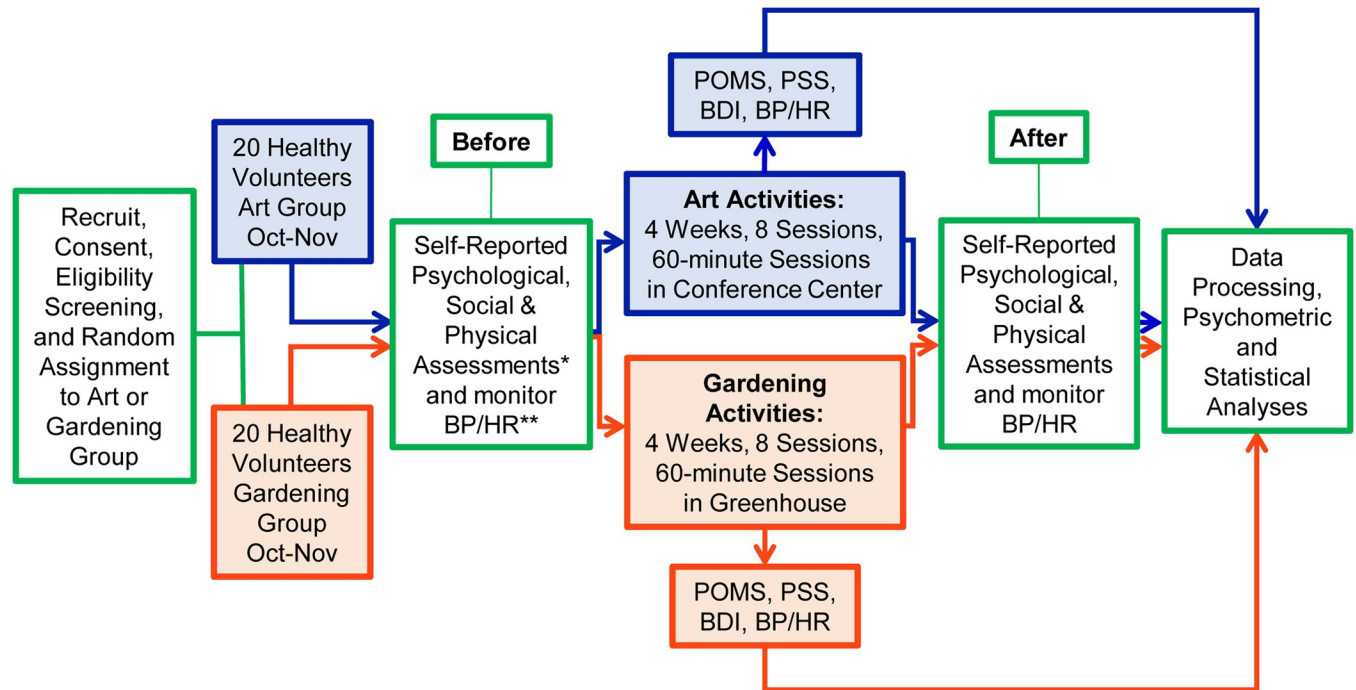 Recruit,
Consent,
Eligibility
Screening,
and Random
Assignment
to Art or
Gardening
Group
20 Healthy
Volunteers
Art Group
Oct-Nov
20 Healthy
Volunteers
Gardening
Group
Oct-Nov
Before
Self-Reported
Psychological,
Social &
Physical
Assessments*
and monitor
BP/HR**
POMS, PSS,
BDI, BP/HR
Art Activities:
4 Weeks, 8 Sessions,
60-minute Sessions
in Conference Center
Gardening
Activities:
4 Weeks, 8 Sessions,
60-minute Sessions
in Greenhouse
POMS, PSS,
BDI, BP/HR
After
Self-Reported
Psychological,
Social &
Physical
Assessments
and monitor
BP/HR
Data
Processing,
Psychometric
and
Statistical
Analyses